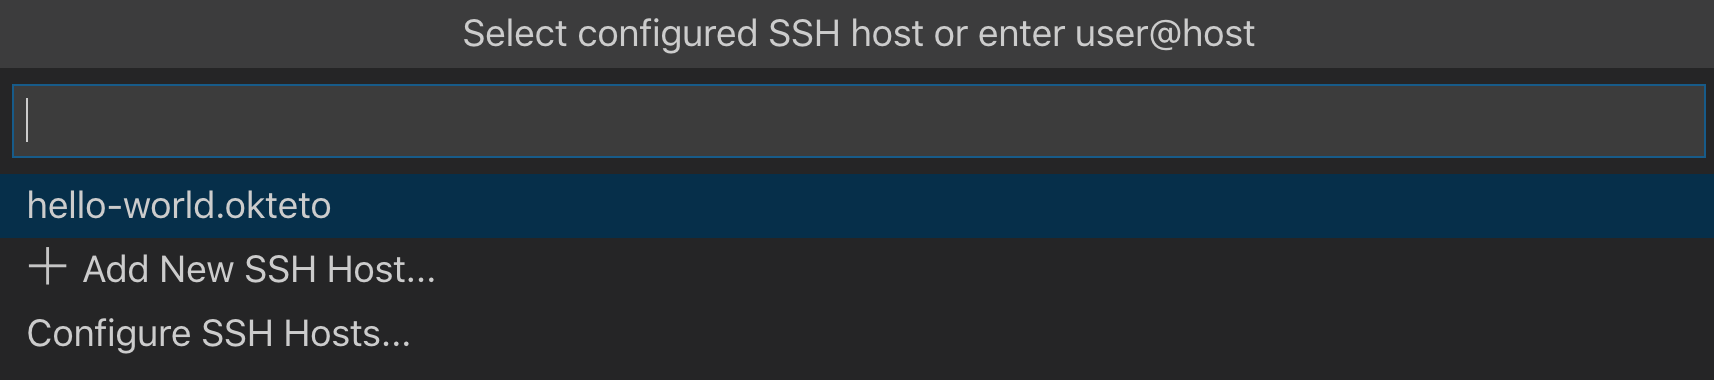 Select configured SSH host or enter user@host
hello-world.okteto
+ Add New SSH Host...
Configure SSH Hosts...